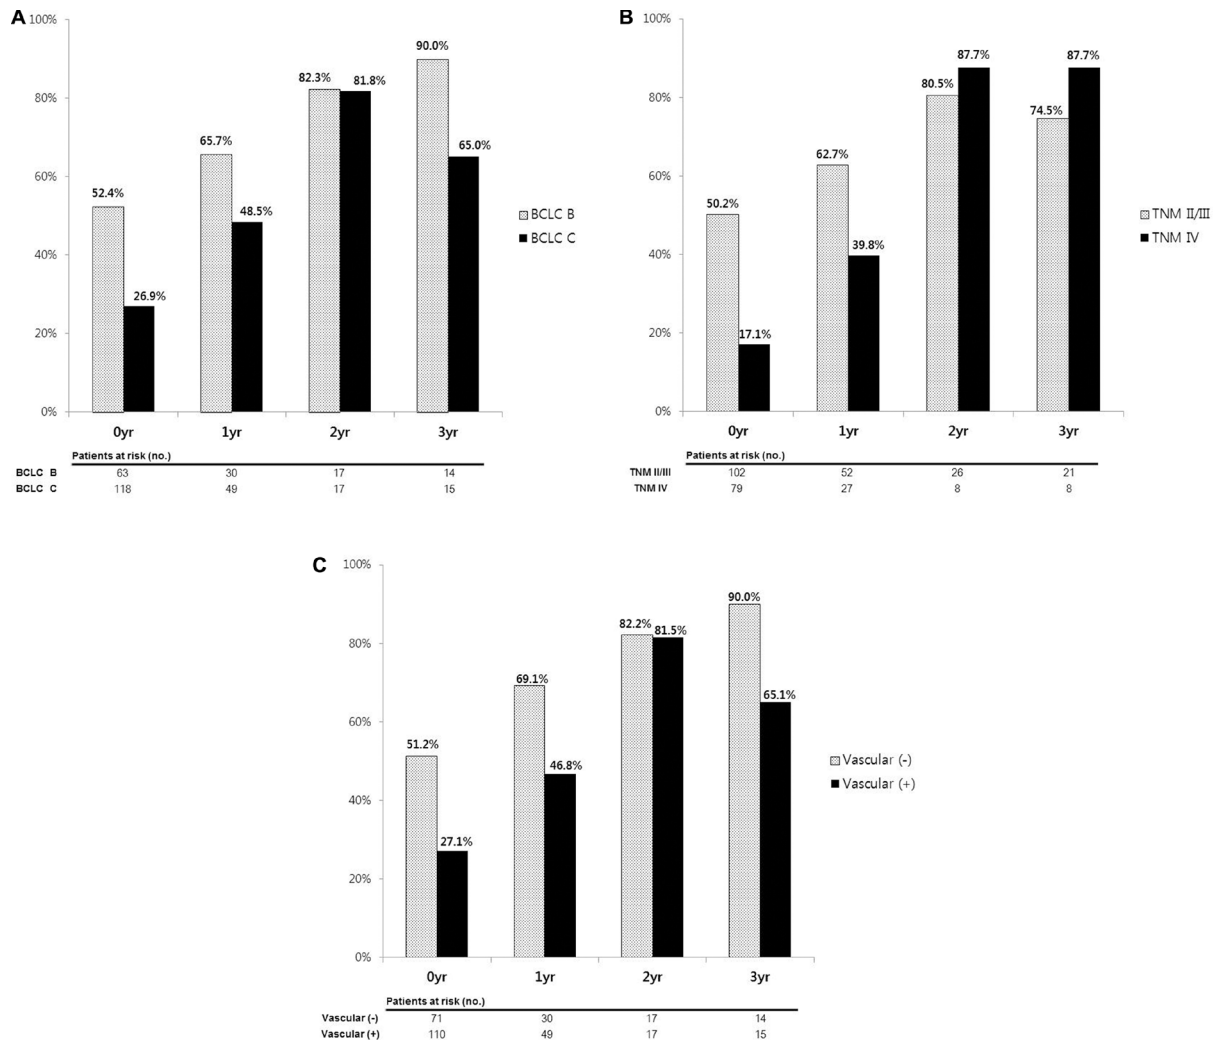 A
100%
80%
60%
40%
20%
0%
52.4%
26.9%
65.7%
48.5%
82.3%
81.8%
90.0%
65.0%
0yr 1yr 2yr 3yr
BCLC B
BCLC C
Patients at risk (no.)
BCLC B 63 30 17 14
BCLC C 118 49 17 15
B
100%
80%
60%
40%
20%
0%
50.2%
17.1%
62.7%
39.8%
80.5%
87.7%
74.5%
87.7%
0yr 1yr 2yr 3yr
TNM II/III
TNM IV
Patients at risk (no.)
TNM II/III 102 52 26 21
TNM IV 79 27 8 8
C
100%
80%
60%
40%
20%
0%
51.2%
27.1%
69.1%
46.8%
82.2%
81.5%
90.0%
65.1%
0yr 1yr 2yr 3yr
Vascular (-)
Vascular (+)
Patients at risk (no.)
Vascular (-) 71 30 17 14
Vascular (+) 110 49 17 15